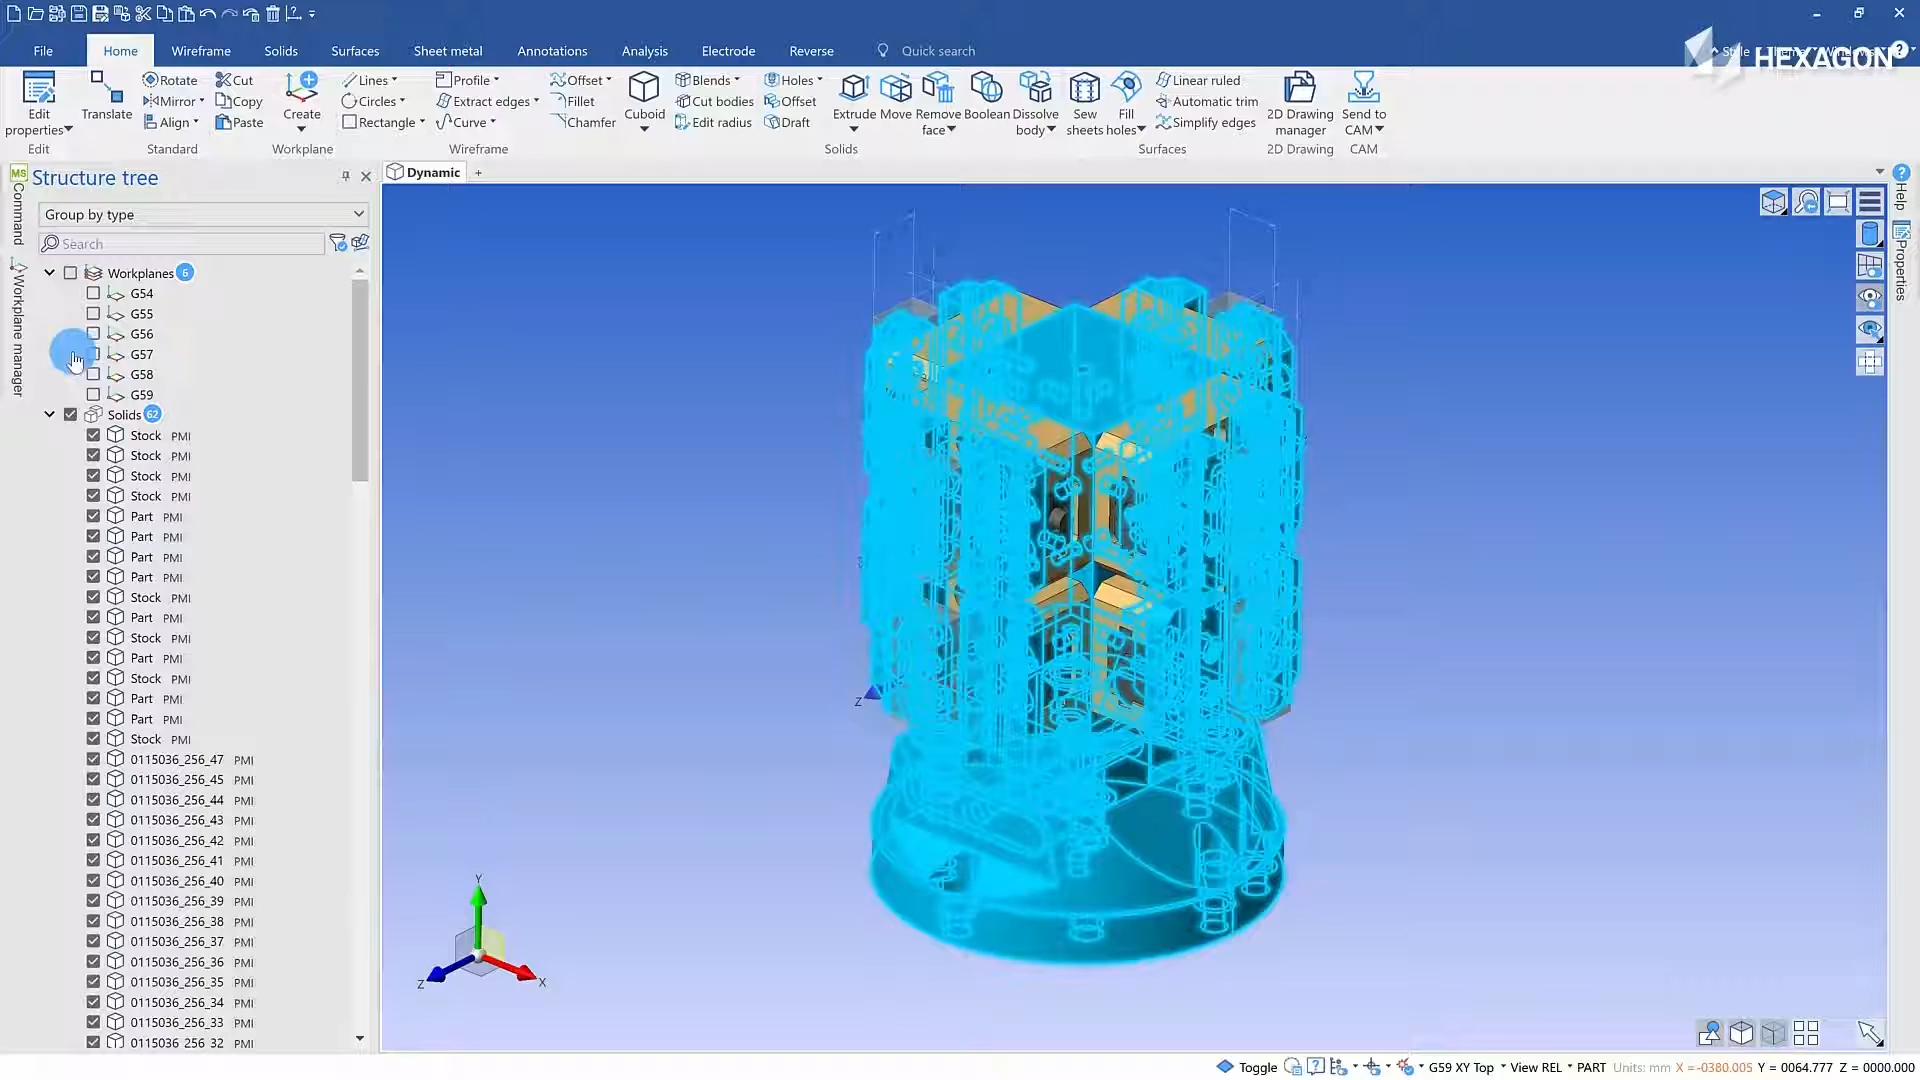 File Home Wireframe Solids Surfaces Sheet metal Annotations Analysis Electrode Reverse Quick search
HEXAGON
Edit properties
Translate
Rotate
Mirror
Align
Cut
Copy
Paste
Create
Lines
Circles
Rectangle
Profile
Extract edges
Curve
Offset
Fillet
Chamfer
Cuboid
Blends
Cut bodies
Edit radius
Holes
Offset
Draft
Extrude
Move
Remove face
Boolean
Dissolve body
Sew sheets
Fill holes
Linear ruled
Automatic trim
Simplify edges
2D Drawing manager
Send to CAM
Edit Standard Workplane Wireframe Solids Surfaces 2D Drawing CAM
MS Command
Workplane manager
Structure tree
Group by type
Search
Workplanes 6
G54
G55
G56
G57
G58
G59
Solids 62
Stock PMI
Stock PMI
Stock PMI
Stock PMI
Part PMI
Part PMI
Part PMI
Part PMI
Stock PMI
Part PMI
Stock PMI
Part PMI
Stock PMI
Part PMI
Part PMI
Stock PMI
0115036_256_47 PMI
0115036_256_45 PMI
0115036_256_44 PMI
0115036_256_43 PMI
0115036_256_42 PMI
0115036_256_41 PMI
0115036_256_40 PMI
0115036_256_39 PMI
0115036_256_38 PMI
0115036_256_37 PMI
0115036_256_36 PMI
0115036_256_35 PMI
0115036_256_34 PMI
0115036_256_33 PMI
0115036_256_32 PMI
Dynamic +
Z
Y
Z
X
Help
Properties
Toggle G59 XY Top View REL PART Units: mm X =-0380.005 Y = 0064.777 Z = 0000.000